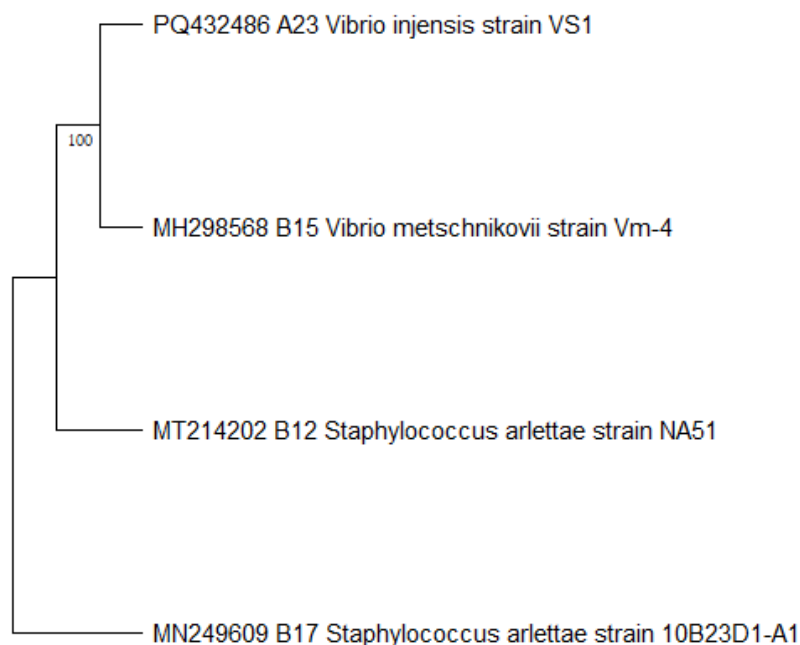 PQ432486 A23 Vibrio injensis strain VS1
100
MH298568 B15 Vibrio metschnikovii strain Vm-4
MT214202 B12 Staphylococcus arlettae strain NA51
MN249609 B17 Staphylococcus arlettae strain 10B23D1-A1